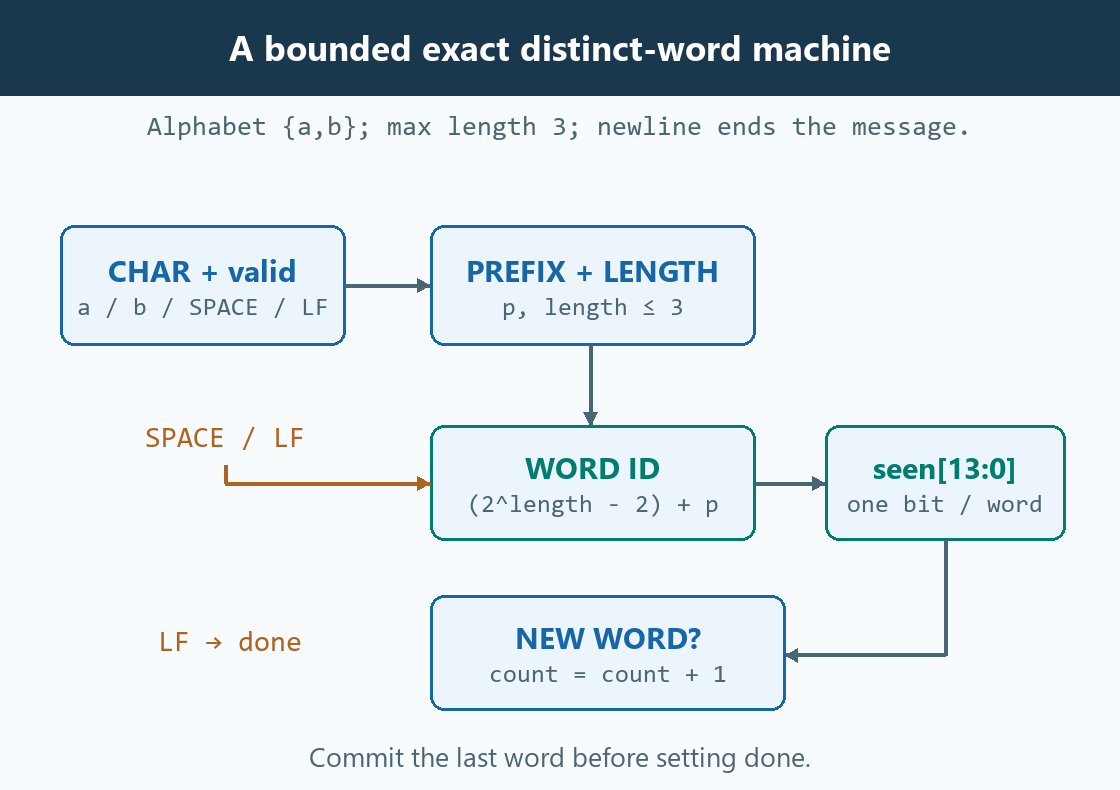 A bounded exact distinct-word machine
Alphabet {a,b}; max length 3; newline ends the message.
CHAR + valid
a / b / SPACE / LF
PREFIX + LENGTH
p, length ≤ 3
SPACE / LF
WORD ID
(2^length - 2) + p
seen[13:0]
one bit / word
LF → done
NEW WORD?
count = count + 1
Commit the last word before setting done.